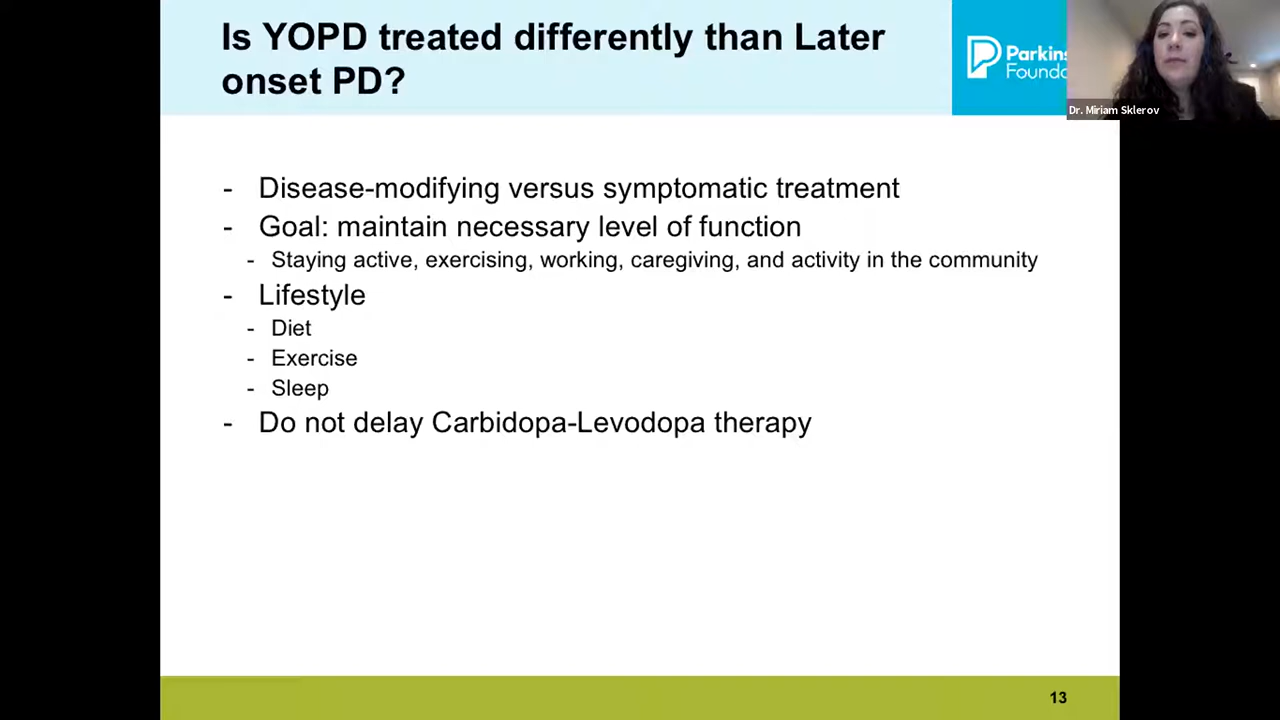 Is YOPD treated differently than Later
onset PD?
Dr. Miriam Sklerov
- Disease-modifying versus symptomatic treatment
- Goal: maintain necessary level of function
- Staying active, exercising, working, caregiving, and activity in the community
- Lifestyle
- Diet
- Exercise
- Sleep
- Do not delay Carbidopa-Levodopa therapy
13